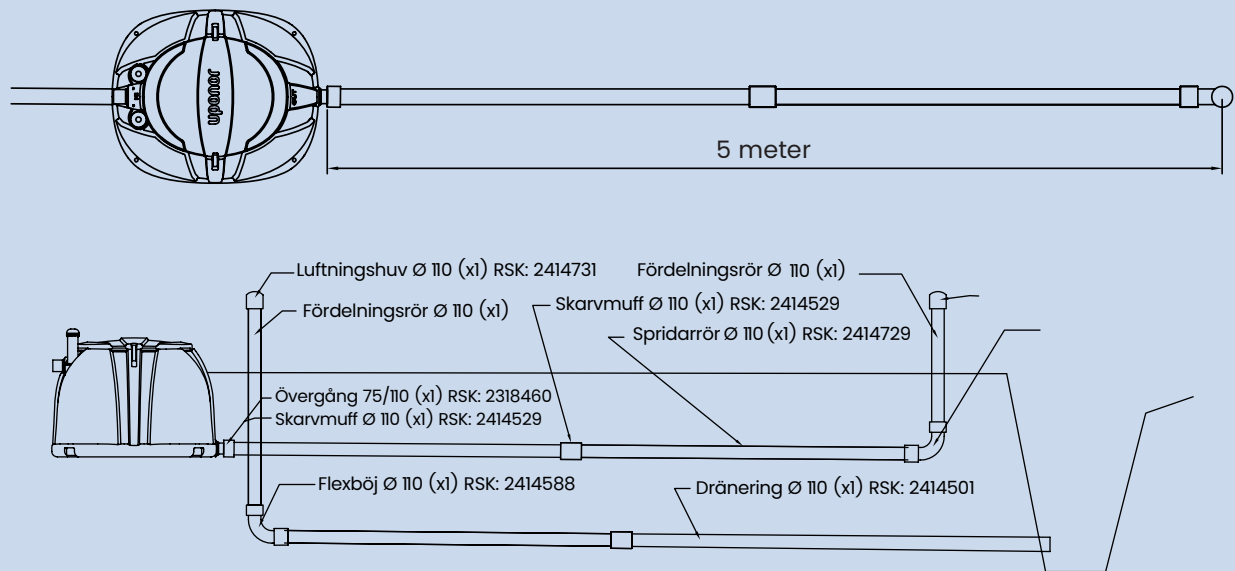 uponor
OUT
5 meter
Luftningshuv Ø 110 (x1) RSK: 2414731
Fördelningsrör Ø 110 (x1)
Fördelningsrör Ø 110 (x1)
Skarvmuff Ø 110 (x1) RSK: 2414529
Spridarrör Ø 110 (x1) RSK: 2414729
Övergång 75/110 (x1) RSK: 2318460
Skarvmuff Ø 110 (x1) RSK: 2414529
Flexböj Ø 110 (x1) RSK: 2414588
Dränering Ø 110 (x1) RSK: 2414501